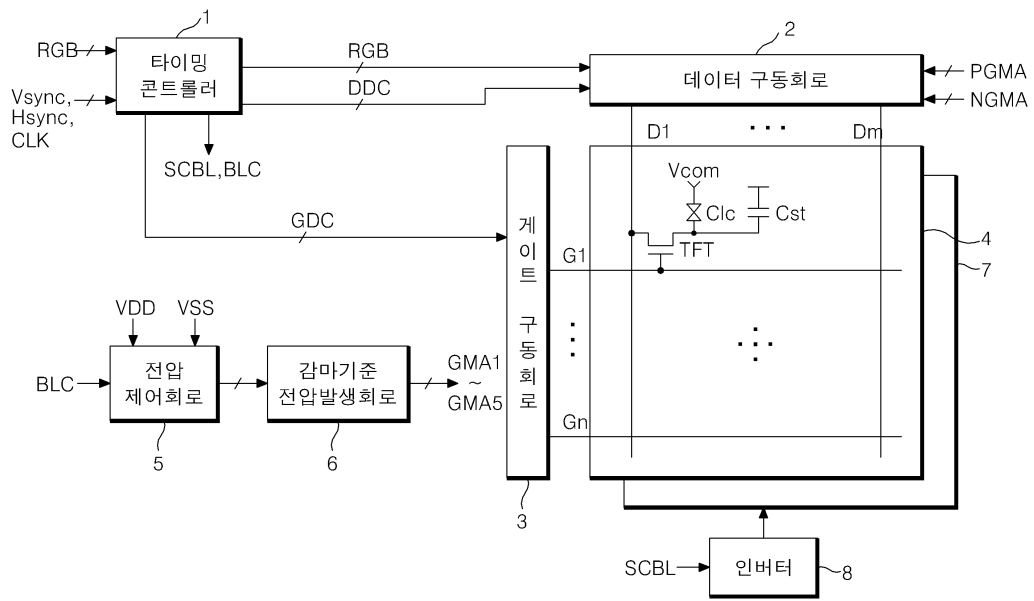 1
RGB
타이밍
콘트롤러
Vsync,
Hsync,
CLK
RGB
DDC
2
데이터 구동회로
PGMA
NGMA
SCBL,BLC
D1
...
Dm
GDC
게이트 구동회로
Vcom
Clc
Cst
TFT
G1
4
7
VDD
VSS
BLC
전압
제어회로
감마기준
전압발생회로
GMA1
~
GMA5
Gn
5
6
3
SCBL
인버터
8